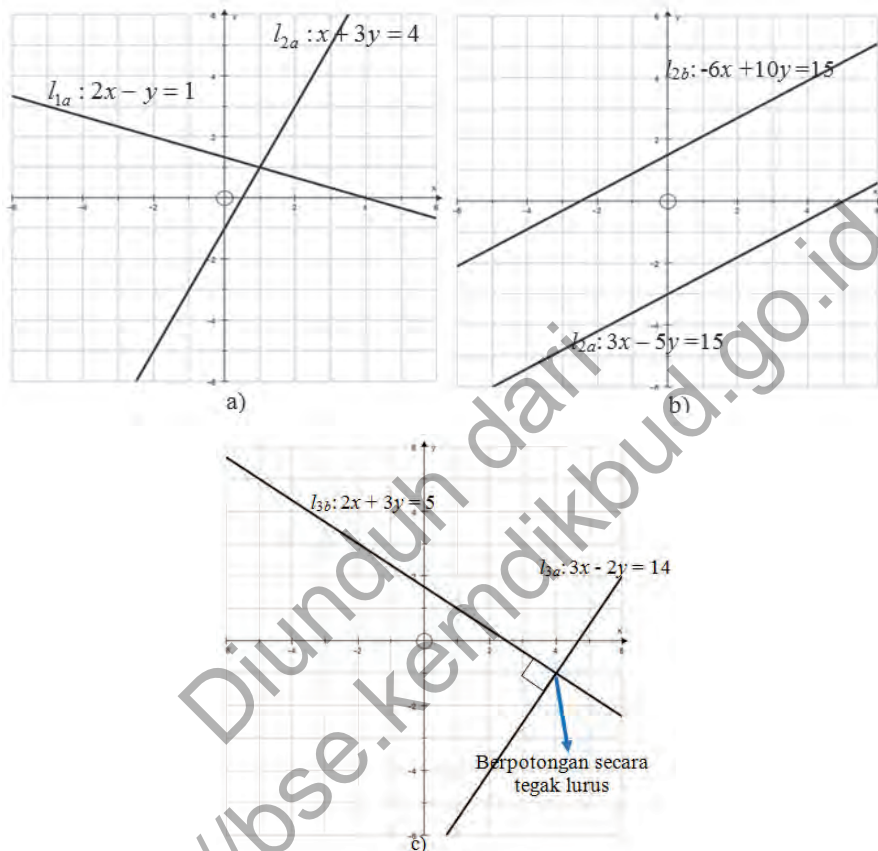 y
l₂ₐ : x + 3y = 4
l₁ₐ : 2x − y = 1
x
a)
y
l₂b: -6x +10y =15
l₂ₐ: 3x − 5y =15
b)
y
l₃b: 2x + 3y = 5
l₃ₐ: 3x - 2y = 14
x
Berpotongan secara
tegak lurus
c)
Diunduh dari
//bse.kemdikbud.go.id